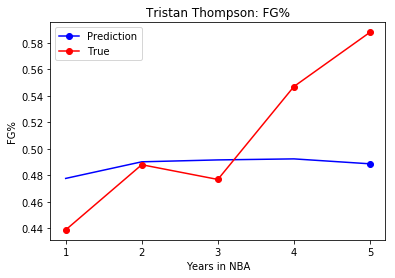 Tristan Thompson: FG%
Prediction
True
FG%
0.58
0.56
0.54
0.52
0.50
0.48
0.46
0.44
1 2 3 4 5
Years in NBA